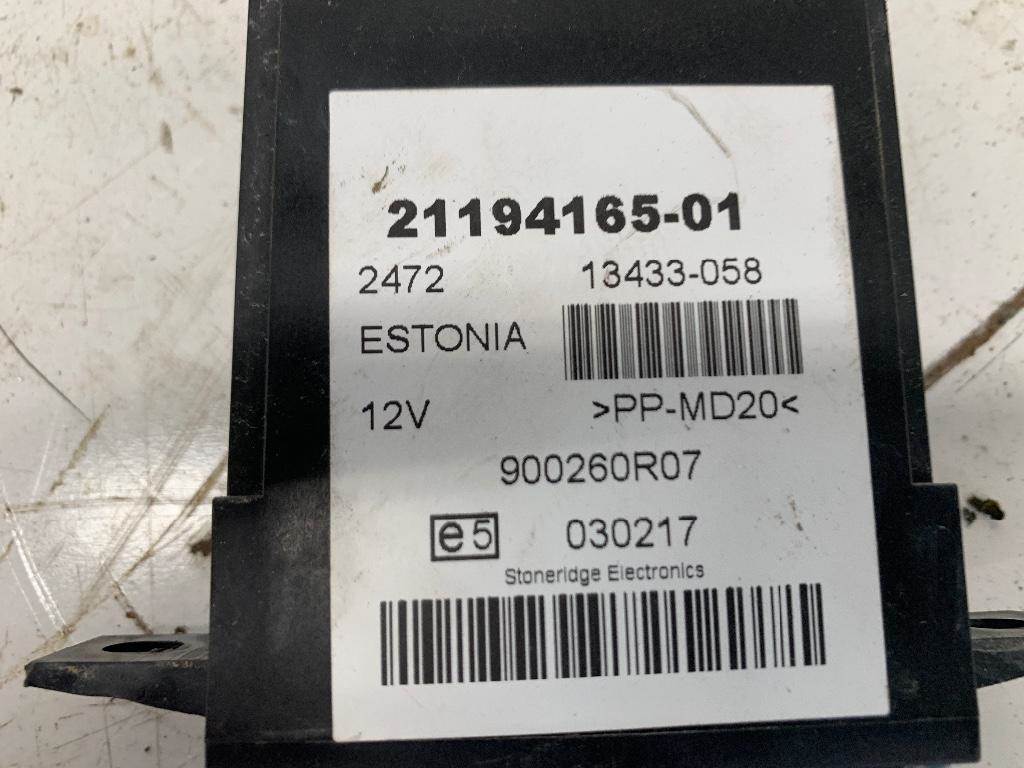 21194165-01
2472 13433-058
ESTONIA
12V >PP-MD20<
900260R07
e5 030217
Stoneridge Electronics